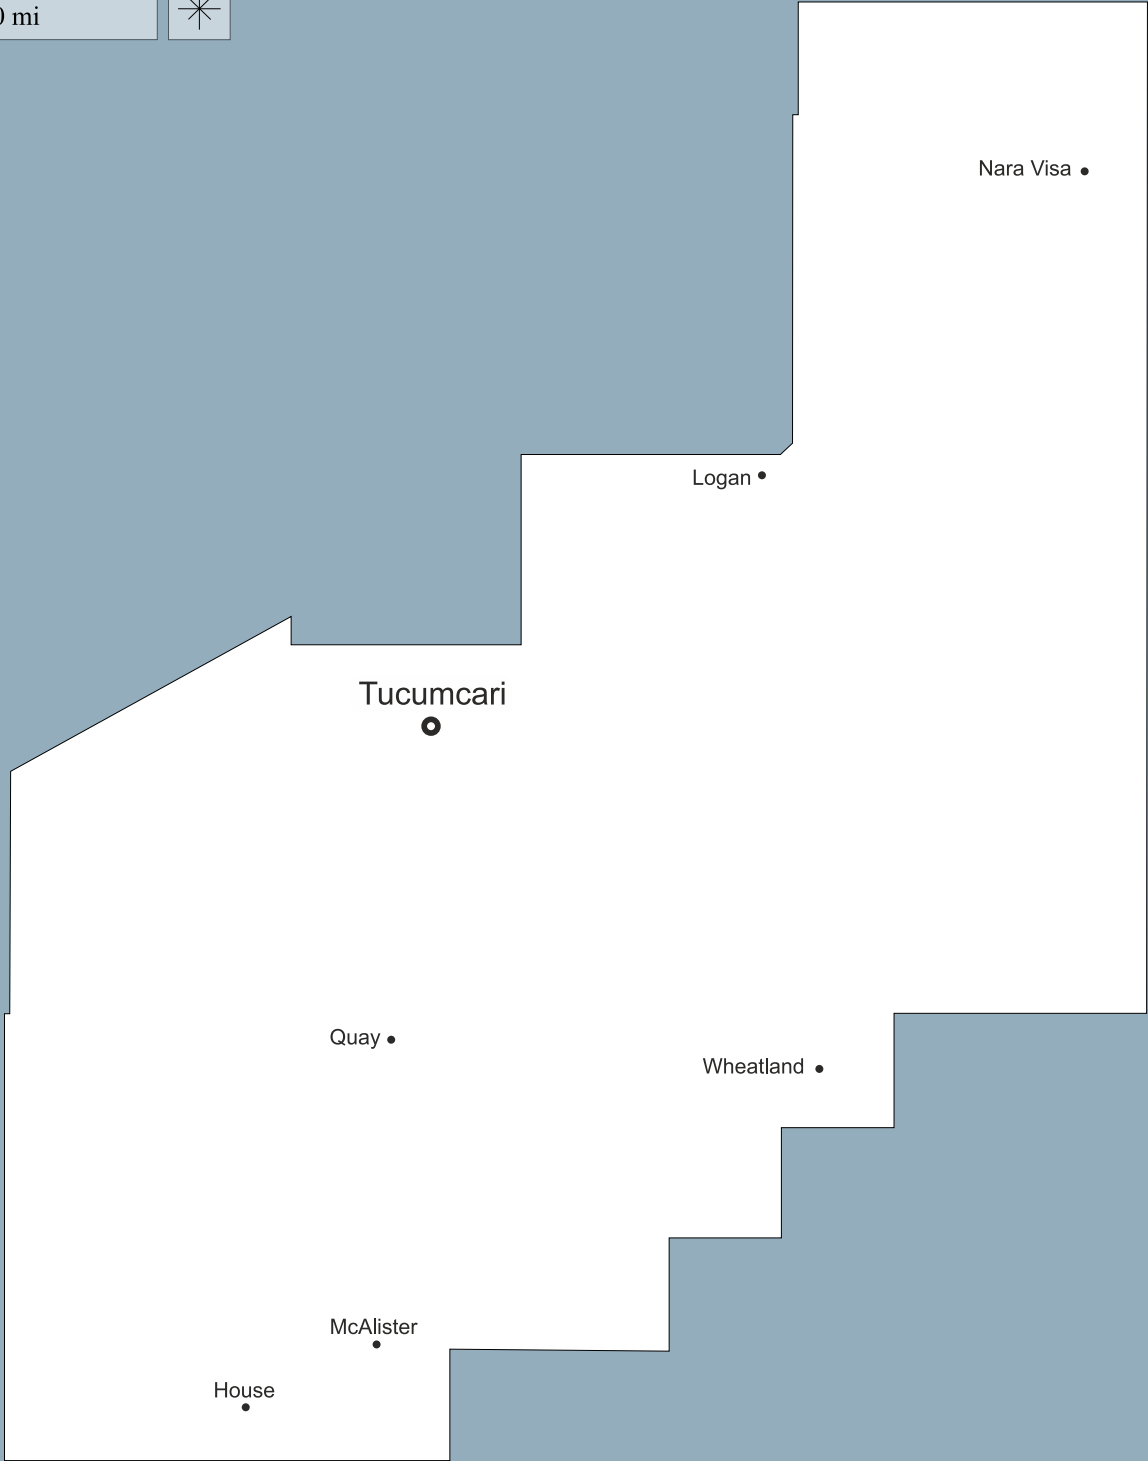 0 mi
Nara Visa
Logan
Tucumcari
Quay
Wheatland
McAlister
House